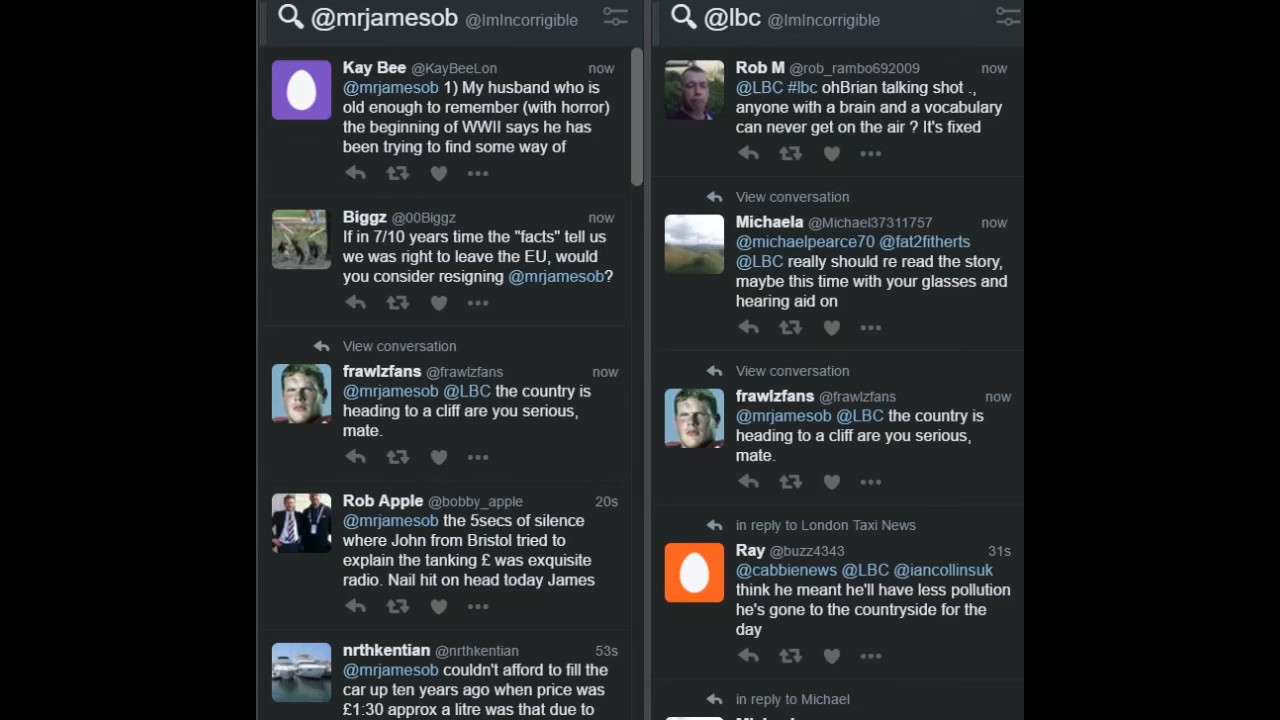 @mrjamesob @ImIncorrigible
Kay Bee @KayBeeLon now
@mrjamesob 1) My husband who is
old enough to remember (with horror)
the beginning of WWII says he has
been trying to find some way of
Biggz @00Biggz now
If in 7/10 years time the "facts" tell us
we was right to leave the EU, would
you consider resigning @mrjamesob?
View conversation
frawlzfans @frawlzfans now
@mrjamesob @LBC the country is
heading to a cliff are you serious,
mate.
Rob Apple @bobby_apple 20s
@mrjamesob the 5secs of silence
where John from Bristol tried to
explain the tanking £ was exquisite
radio. Nail hit on head today James
nrthkentian @nrthkentian 53s
@mrjamesob couldn't afford to fill the
car up ten years ago when price was
£1:30 approx a litre was that due to
@lbc @ImIncorrigible
Rob M @rob_rambo692009 now
@LBC #lbc ohBrian talking shot .,
anyone with a brain and a vocabulary
can never get on the air ? It's fixed
View conversation
Michaela @Michael37311757 now
@michaelpearce70 @fat2fitherts
@LBC really should re read the story,
maybe this time with your glasses and
hearing aid on
View conversation
frawlzfans @frawlzfans now
@mrjamesob @LBC the country is
heading to a cliff are you serious,
mate.
in reply to London Taxi News
Ray @buzz4343 31s
@cabbienews @LBC @iancollinsuk
think he meant he'll have less pollution
he's gone to the countryside for the
day
in reply to Michael